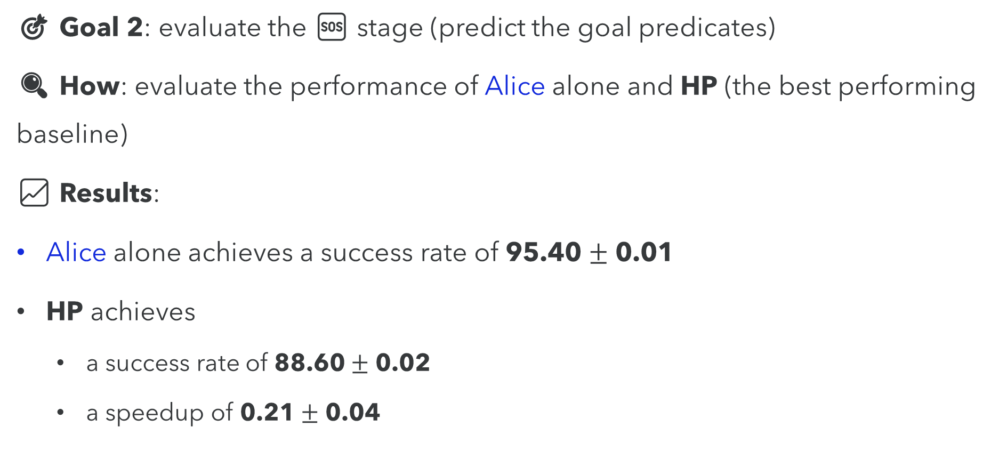 Goal 2: evaluate the SOS stage (predict the goal predicates)
How: evaluate the performance of Alice alone and HP (the best performing
baseline)
Results:
• Alice alone achieves a success rate of 95.40 ± 0.01
• HP achieves
• a success rate of 88.60 ± 0.02
• a speedup of 0.21 ± 0.04